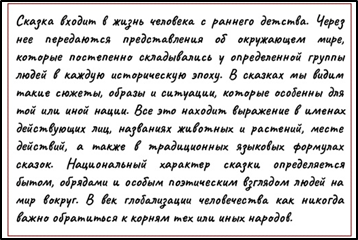 Сказка входит в жизнь человека с раннего детства. Через
нее передаются представления об окружающем мире,
которые постепенно складывались у определенной группы
людей в каждую историческую эпоху. В сказках мы видим
такие сюжеты, образы и ситуации, которые особенны для
той или иной нации. Все это находит выражение в именах
действующих лиц, названиях животных и растений, месте
действий, а также в традиционных языковых формулах
сказок. Национальный характер сказки определяется
бытом, обрядами и особым поэтическим взглядом людей на
мир вокруг. В век глобализации человечества как никогда
важно обратиться к корням тех или иных народов.